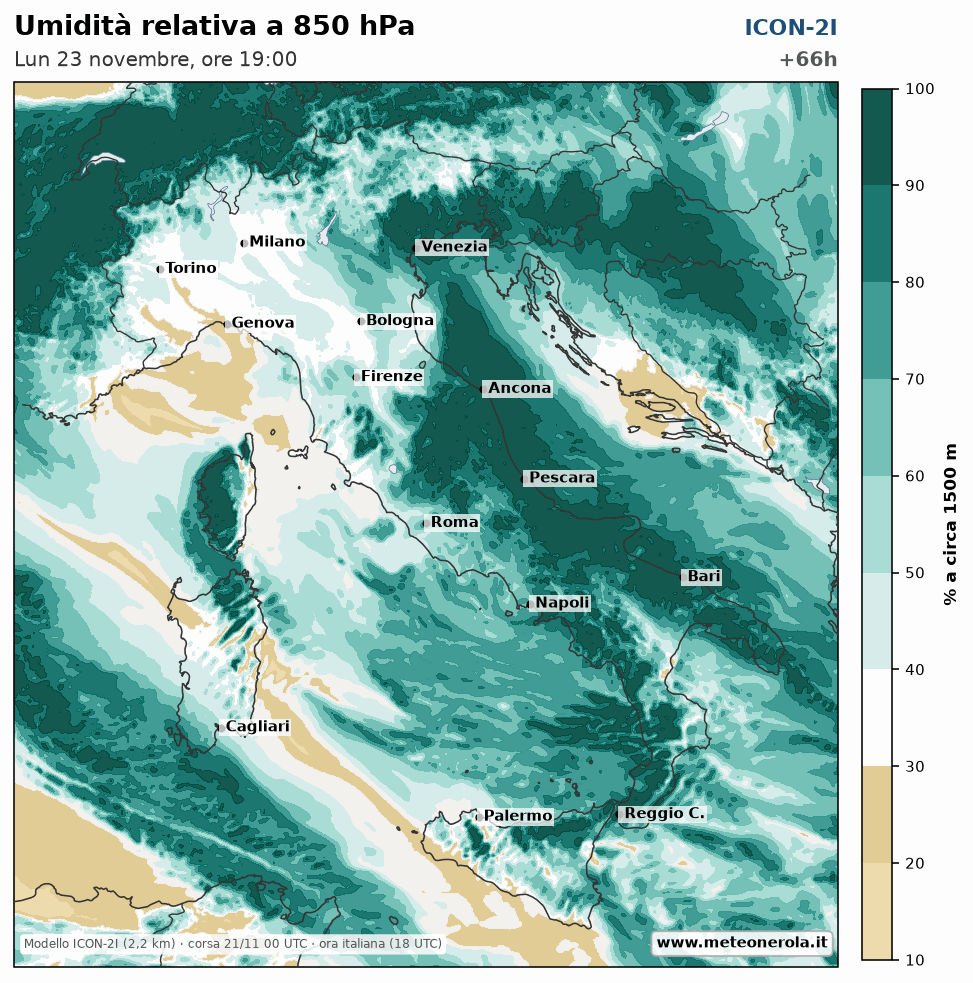 Umidità relativa a 850 hPa
ICON-2I
Lun 23 novembre, ore 19:00
+66h
100
90
80
70
60
50
40
30
20
10
% a circa 1500 m
Milano
Venezia
Torino
Genova
Bologna
Firenze
Ancona
Pescara
Roma
Bari
Napoli
Cagliari
Palermo
Reggio C.
Modello ICON-2I (2,2 km) · corsa 21/11 00 UTC · ora italiana (18 UTC)
www.meteonerola.it